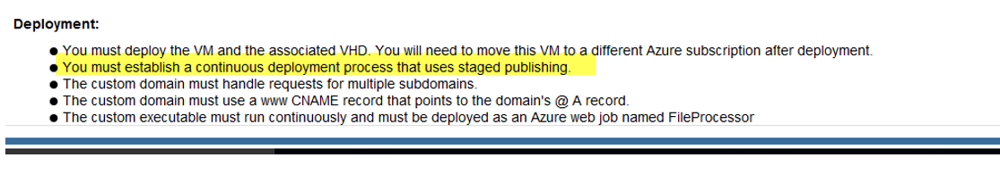 Deployment:
● You must deploy the VM and the associated VHD. You will need to move this VM to a different Azure subscription after deployment.
● You must establish a continuous deployment process that uses staged publishing.
● The custom domain must handle requests for multiple subdomains.
● The custom domain must use a www CNAME record that points to the domain's @ A record.
● The custom executable must run continuously and must be deployed as an Azure web job named FileProcessor